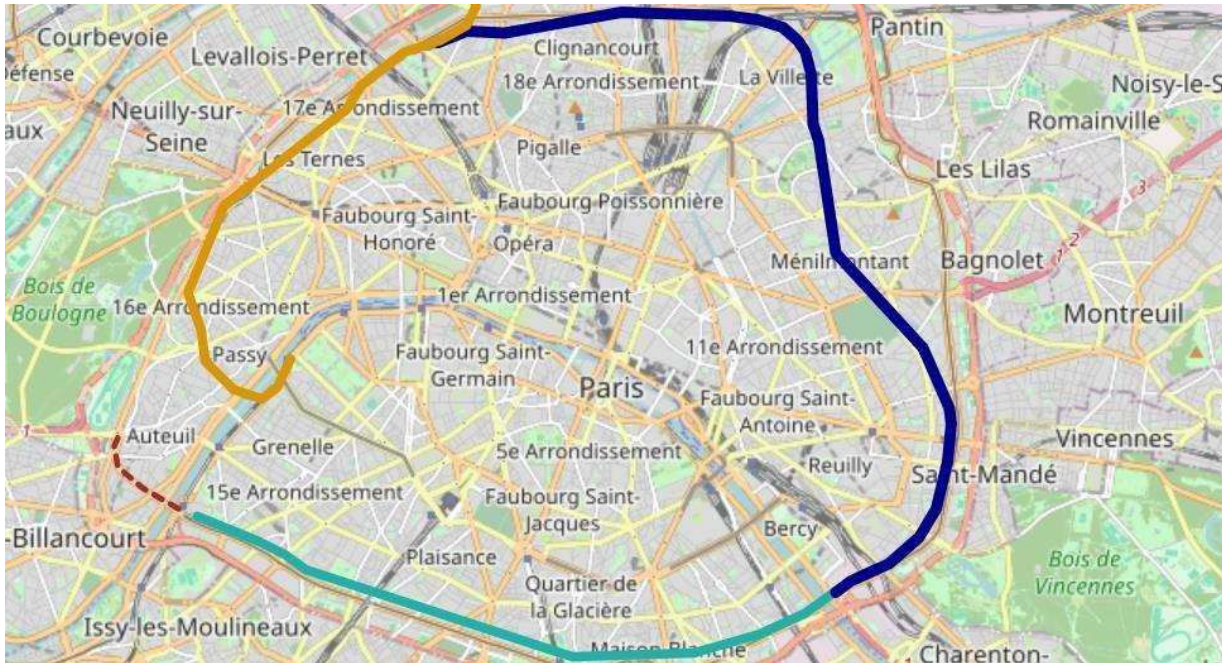 Courbevoie
Pantin
Levallois-Perret
Clignancourt
La Villette
Défense
18e Arrondissement
Noisy-le-S
Neuilly-sur-
Seine
17e Arrondissement
Romainville
aux
Pigalle
Les Ternes
Les Lilas
3
Faubourg Poissonnière
Faubourg Saint-
Honoré
Opéra
2
1
Ménilmontant
Bagnolet
Bois de
Boulogne
16e Arrondissement
1er Arrondissement
Montreuil
Passy
Faubourg Saint-
Germain
11e Arrondissement
Paris
Faubourg Saint-
Antoine
1
Auteuil
Grenelle
5e Arrondissement
Vincennes
Reuilly
Saint-Mandé
15e Arrondissement
Faubourg Saint-
Jacques
Bercy
-Billancourt
Plaisance
Bois de
Vincennes
Quartier de
la Glacière
Issy-les-Moulineaux
Maison Blanche
Charenton-